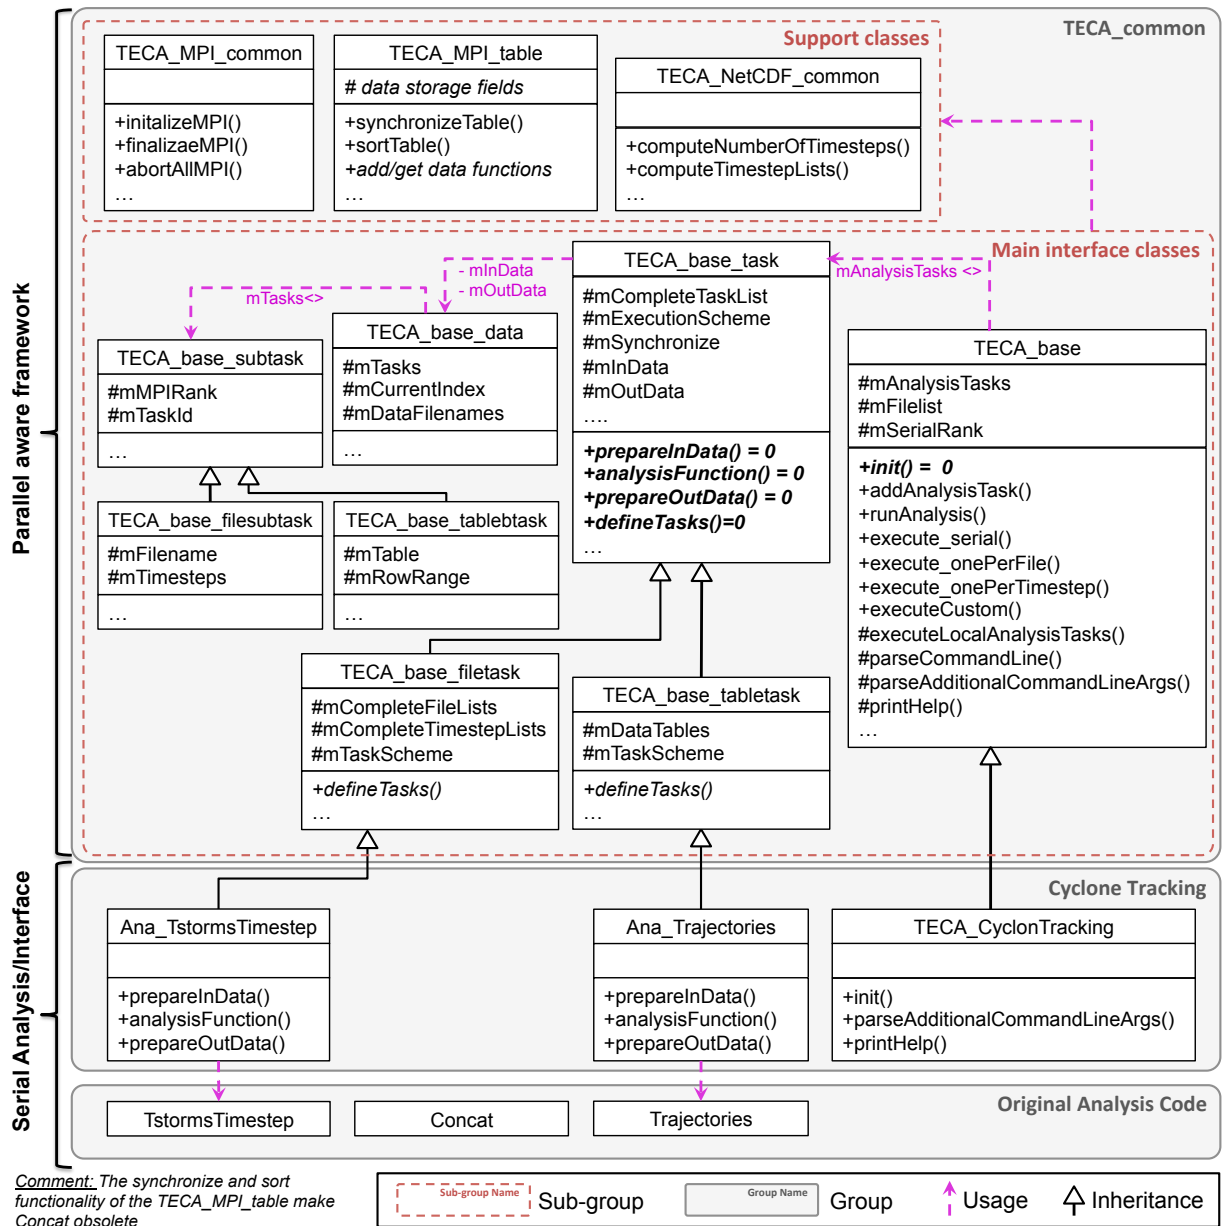 TECA_common
Support classes
TECA_MPI_common
+initalizeMPI()
+finalizaeMPI()
+abortAllMPI()
...
TECA_MPI_table
# data storage fields
+synchronizeTable()
+sortTable()
+add/get data functions
...
TECA_NetCDF_common
+computeNumberOfTimesteps()
+computeTimestepLists()
...
Parallel aware framework
Main interface classes
mTasks<>
- mInData
- mOutData
mAnalysisTasks <>
TECA_base_subtask
#mMPIRank
#mTaskId
...
TECA_base_data
#mTasks
#mCurrentIndex
#mDataFilenames
...
TECA_base_task
#mCompleteTaskList
#mExecutionScheme
#mSynchronize
#mInData
#mOutData
....
+prepareInData() = 0
+analysisFunction() = 0
+prepareOutData() = 0
+defineTasks()=0
...
TECA_base
#mAnalysisTasks
#mFilelist
#mSerialRank
+init() = 0
+addAnalysisTask()
+runAnalysis()
+execute_serial()
+execute_onePerFile()
+execute_onePerTimestep()
+executeCustom()
#executeLocalAnalysisTasks()
#parseCommandLine()
#parseAdditionalCommandLineArgs()
#printHelp()
...
TECA_base_filesubtask
#mFilename
#mTimesteps
...
TECA_base_tablebtask
#mTable
#mRowRange
...
TECA_base_filetask
#mCompleteFileLists
#mCompleteTimestepLists
#mTaskScheme
+defineTasks()
...
TECA_base_tabletask
#mDataTables
#mTaskScheme
+defineTasks()
...
Serial Analysis/Interface
Cyclone Tracking
Ana_TstormsTimestep
+prepareInData()
+analysisFunction()
+prepareOutData()
Ana_Trajectories
+prepareInData()
+analysisFunction()
+prepareOutData()
TECA_CyclonTracking
+init()
+parseAdditionalCommandLineArgs()
+printHelp()
Original Analysis Code
TstormsTimestep
Concat
Trajectories
Comment: The synchronize and sort
functionality of the TECA_MPI_table make
Concat obsolete
Sub-group Name
Sub-group
Group Name
Group
Usage
Inheritance